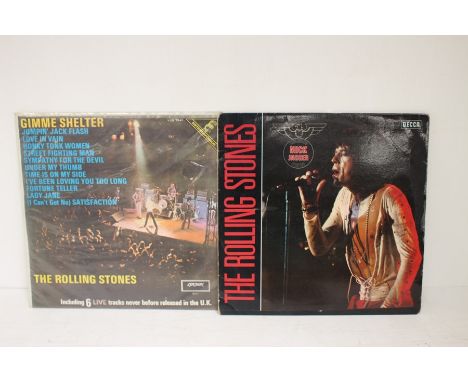 GIMME SHELTER
JUMPIN' JACK FLASH
LOVE IN VAIN
HONKY TONK WOMEN
STREET FIGHTING MAN
SYMPATHY FOR THE DEVIL
UNDER MY THUMB
TIME IS ON MY SIDE
I'VE BEEN LOVING YOU TOO LONG
FORTUNE TELLER
LADY JANE
(I Can't Get No) SATISFACTION
THE ROLLING STONES
Including 6 LIVE tracks never before released in the U.K.
THE ROLLING STONES
DECCA